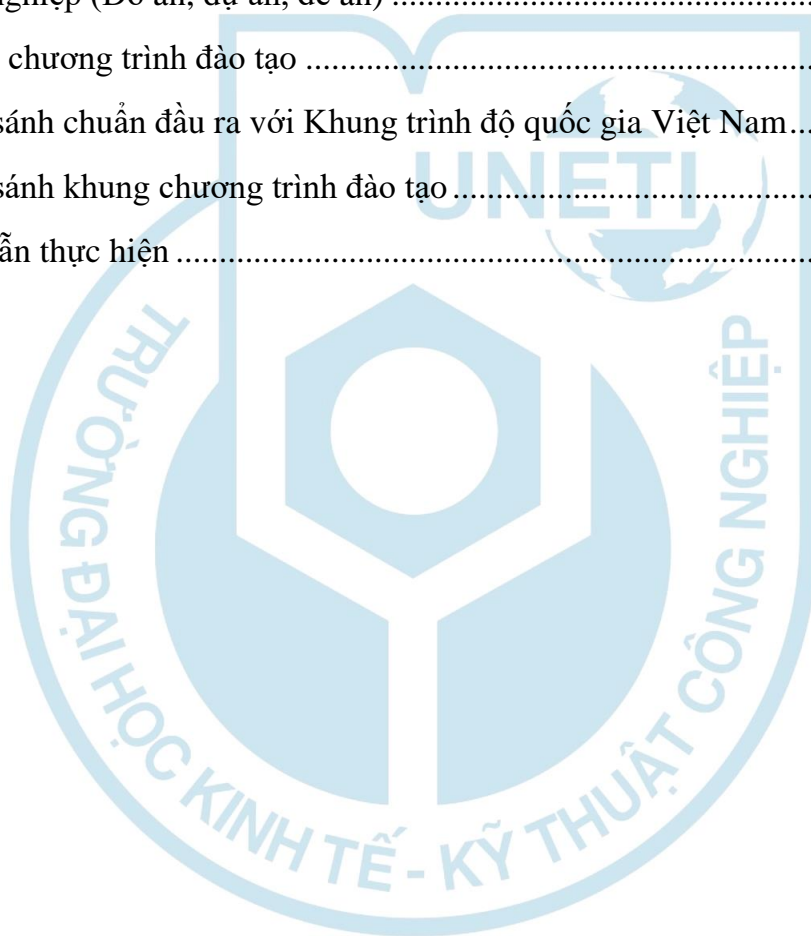 nghiệp (Đồ án, dự án, đề án) ........................................................
chương trình đào tạo ........................................................................
sánh chuẩn đầu ra với Khung trình độ quốc gia Việt Nam...
sánh khung chương trình đào tạo ................................................
dẫn thực hiện ....................................................................................
UNETI
TRƯỜNG ĐẠI HỌC KINH TẾ - KỸ THUẬT CÔNG NGHIỆP